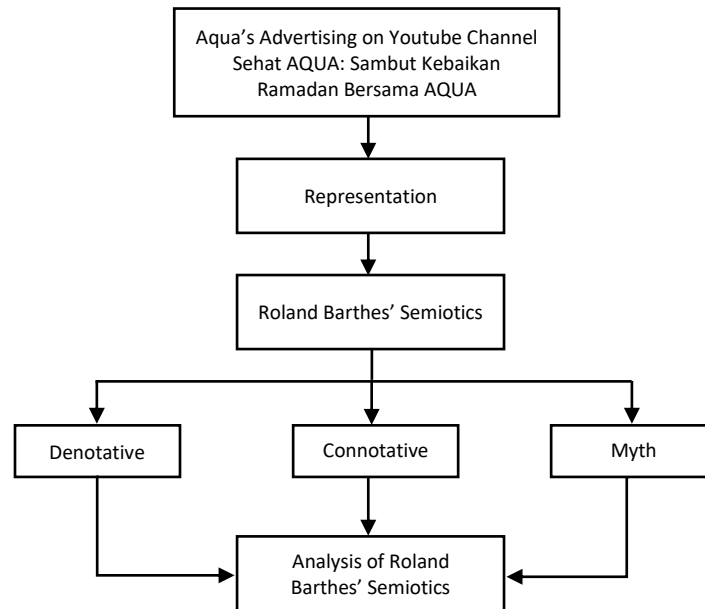 Aqua’s Advertising on Youtube Channel
Sehat AQUA: Sambut Kebaikan
Ramadan Bersama AQUA
Representation
Roland Barthes’ Semiotics
Denotative
Connotative
Myth
Analysis of Roland
Barthes’ Semiotics